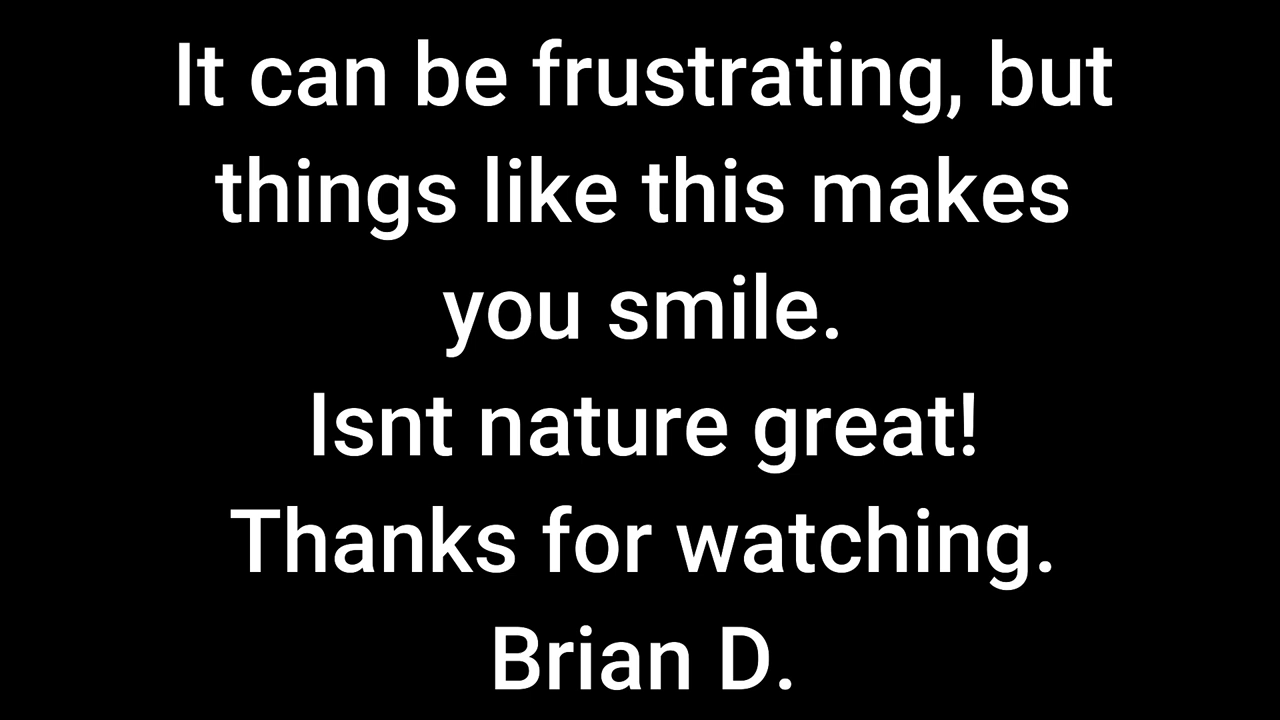 It can be frustrating, but
things like this makes
you smile.
Isnt nature great!
Thanks for watching.
Brian D.